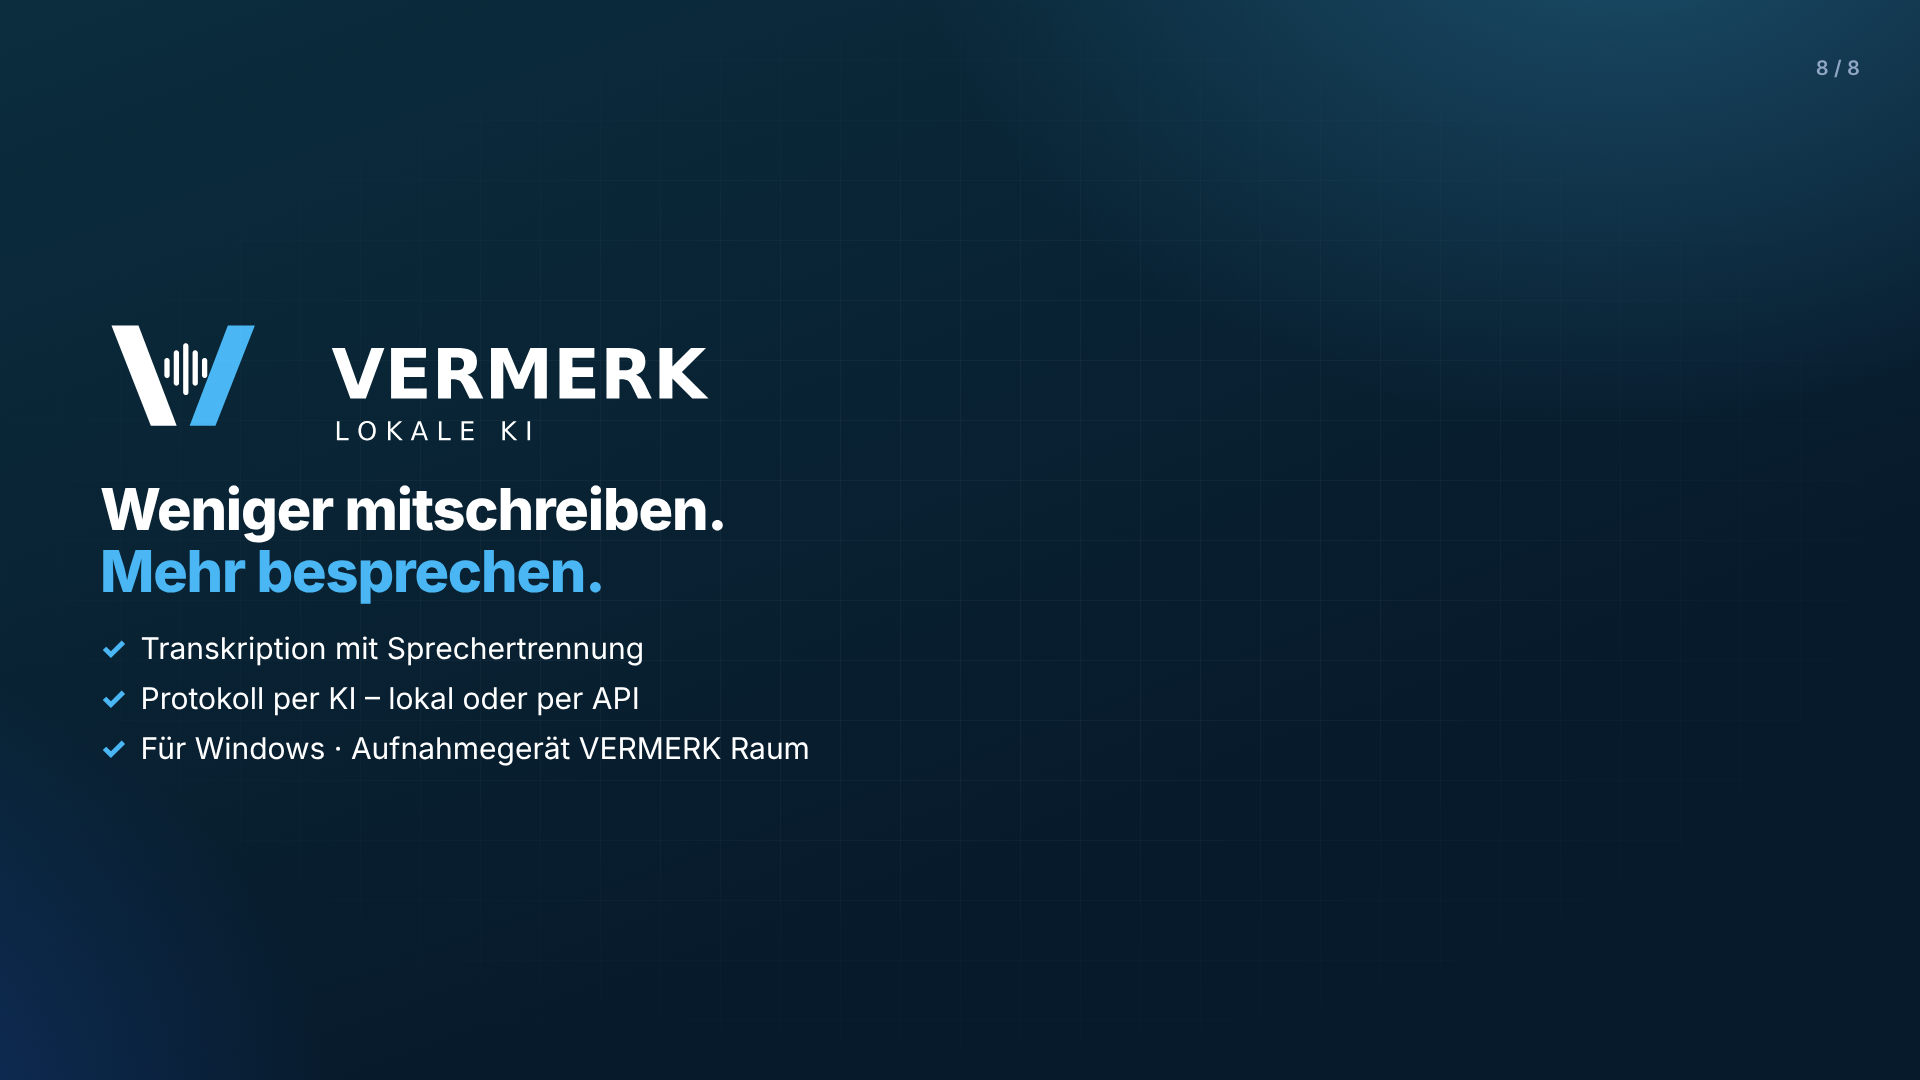 8 / 8
VERMERK
LOKALE KI
Weniger mitschreiben.
Mehr besprechen.
Transkription mit Sprechertrennung
Protokoll per KI – lokal oder per API
Für Windows · Aufnahmegerät VERMERK Raum